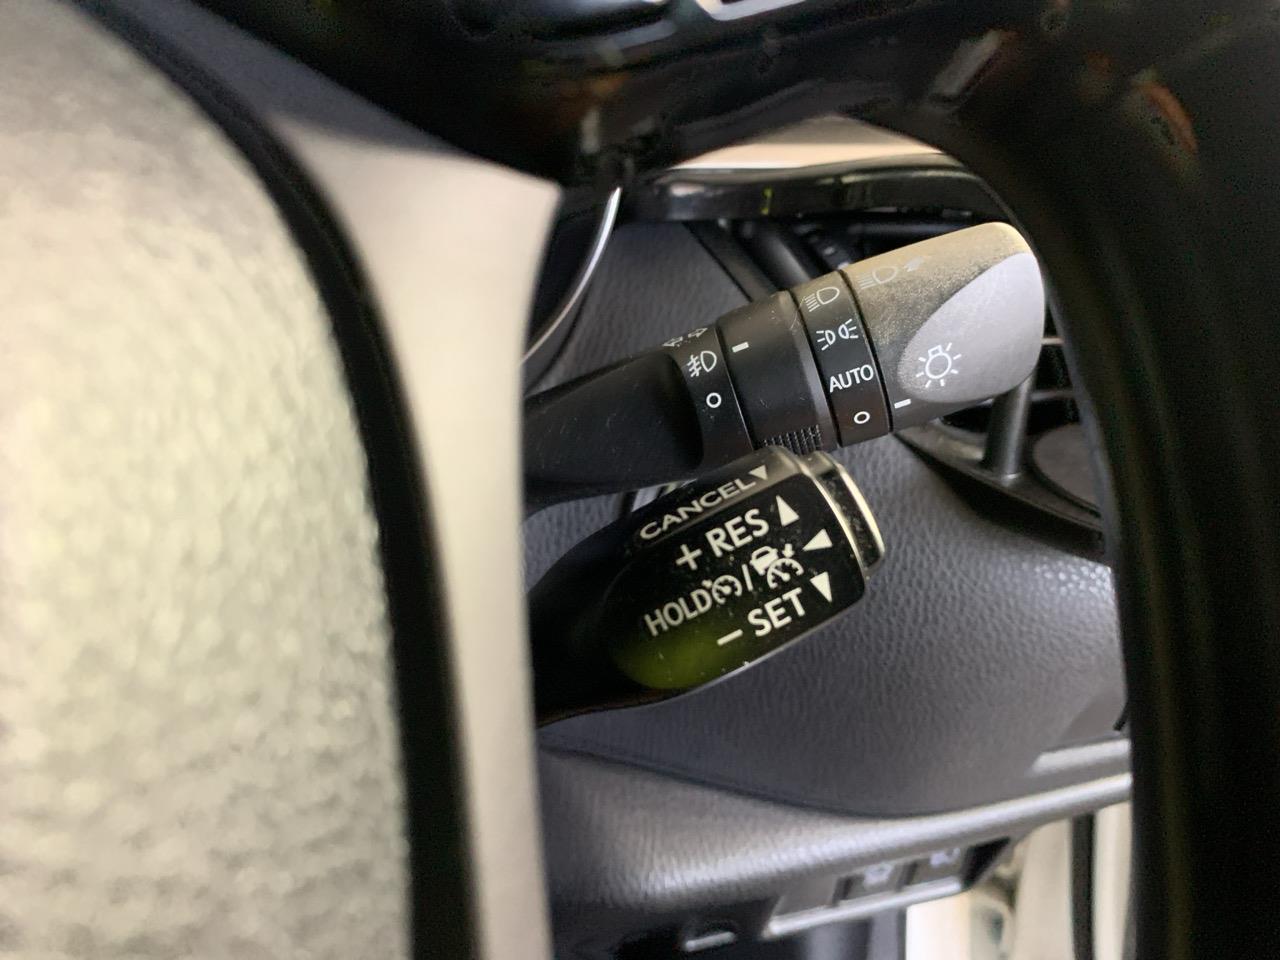 AUTO
O
O
CANCEL
+ RES
HOLD /
− SET